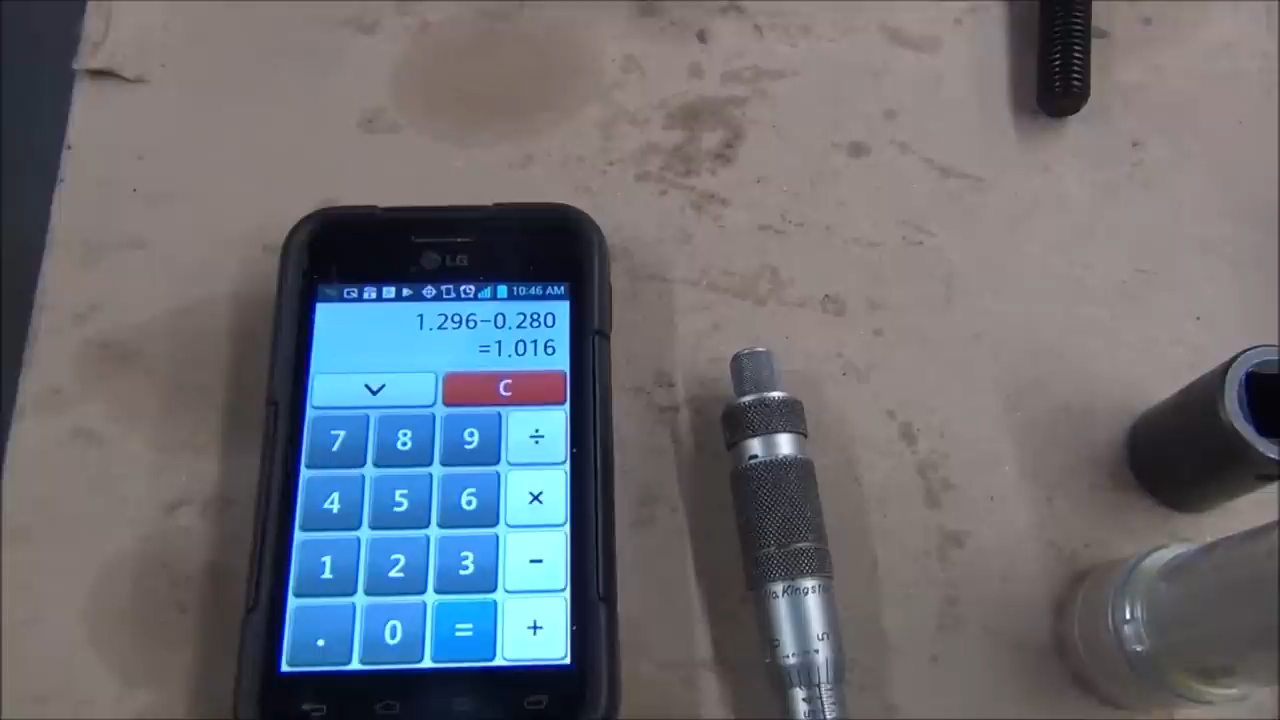 LG
10:46 AM
1.296−0.280
=1.016
C
7 8 9 ÷
4 5 6 ×
1 2 3 −
. 0 = +